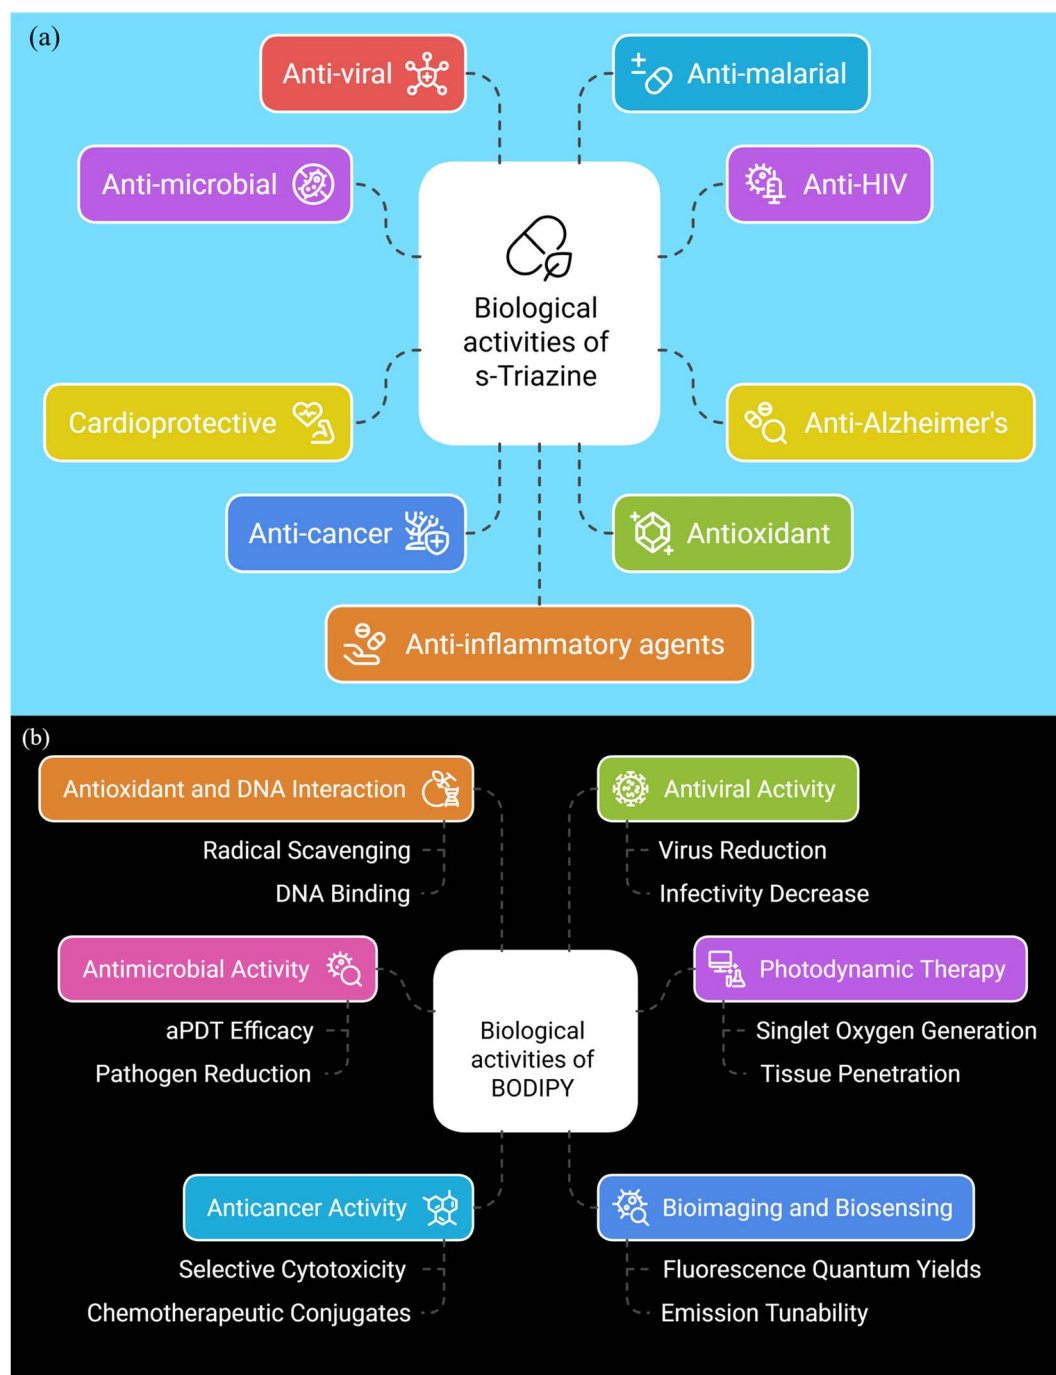 (a)
Anti-viral
Anti-malarial
Anti-microbial
Anti-HIV
Biological
activities of
s-Triazine
Cardioprotective
Anti-Alzheimer's
Anti-cancer
Antioxidant
Anti-inflammatory agents
(b)
Antioxidant and DNA Interaction
Radical Scavenging
DNA Binding
Antiviral Activity
Virus Reduction
Infectivity Decrease
Antimicrobial Activity
aPDT Efficacy
Pathogen Reduction
Photodynamic Therapy
Singlet Oxygen Generation
Tissue Penetration
Biological
activities of
BODIPY
Anticancer Activity
Selective Cytotoxicity
Chemotherapeutic Conjugates
Bioimaging and Biosensing
Fluorescence Quantum Yields
Emission Tunability